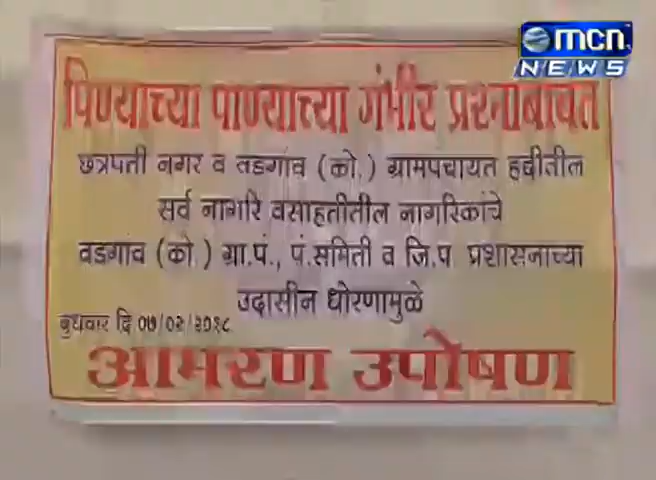 mcn
NEWS
पिण्याच्या पाण्याच्या गंभीर प्रश्नाबाबत
छत्रपती नगर व वडगांव (को.) ग्रामपचायत हद्दीतील
सर्व नागरि वसाहतीतील नागरिकांचे
वडगांव (को.) ग्रा.पं., पं.समिती व जि.प प्रशासनाच्या
उदासीन धोरणामुळे
बुधवार दि ०७/०२/२०१८
आमरण उपोषण